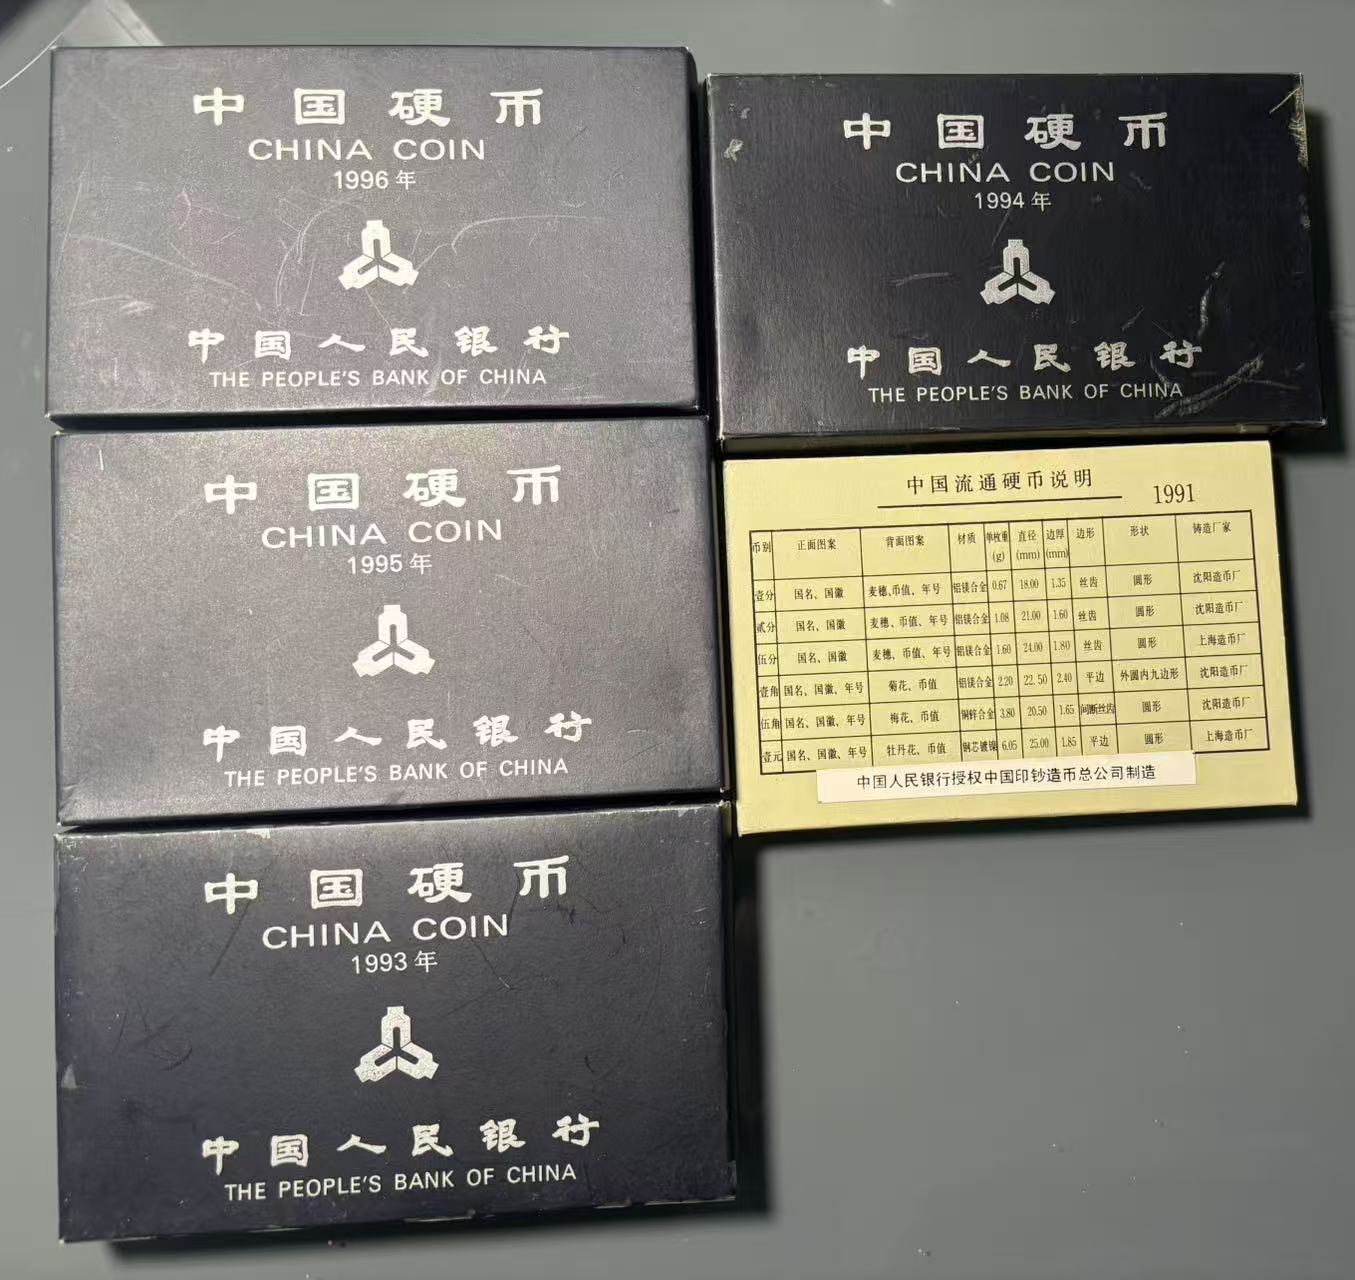 中国硬币
CHINA COIN
1996年
中国人民银行
THE PEOPLE'S BANK OF CHINA
中国硬币
CHINA COIN
1994年
中国人民银行
THE PEOPLE'S BANK OF CHINA
中国硬币
CHINA COIN
1995年
中国人民银行
THE PEOPLE'S BANK OF CHINA
中国流通硬币说明 1991
币别 正面图案 背面图案 材质 单枚重(g) 直径(mm) 边厚(mm) 边形 形状 铸造厂家
壹分 国名、国徽 麦穗、币值、年号 铝镁合金 0.67 18.00 1.35 丝齿 圆形 沈阳造币厂
贰分 国名、国徽 麦穗、币值、年号 铝镁合金 1.08 21.00 1.60 丝齿 圆形 沈阳造币厂
伍分 国名、国徽 麦穗、币值、年号 铝镁合金 1.60 24.00 1.80 丝齿 圆形 上海造币厂
壹角 国名、国徽、年号 菊花、币值 铝镁合金 2.20 22.50 2.40 平边 外圆内九边形 沈阳造币厂
伍角 国名、国徽、年号 梅花、币值 铜锌合金 3.80 20.50 1.65 间断丝齿 圆形 沈阳造币厂
壹元 国名、国徽、年号 牡丹花、币值 钢芯镀镍 6.05 25.00 1.85 平边 圆形 上海造币厂
中国人民银行授权中国印钞造币总公司制造
中国硬币
CHINA COIN
1993年
中国人民银行
THE PEOPLE'S BANK OF CHINA